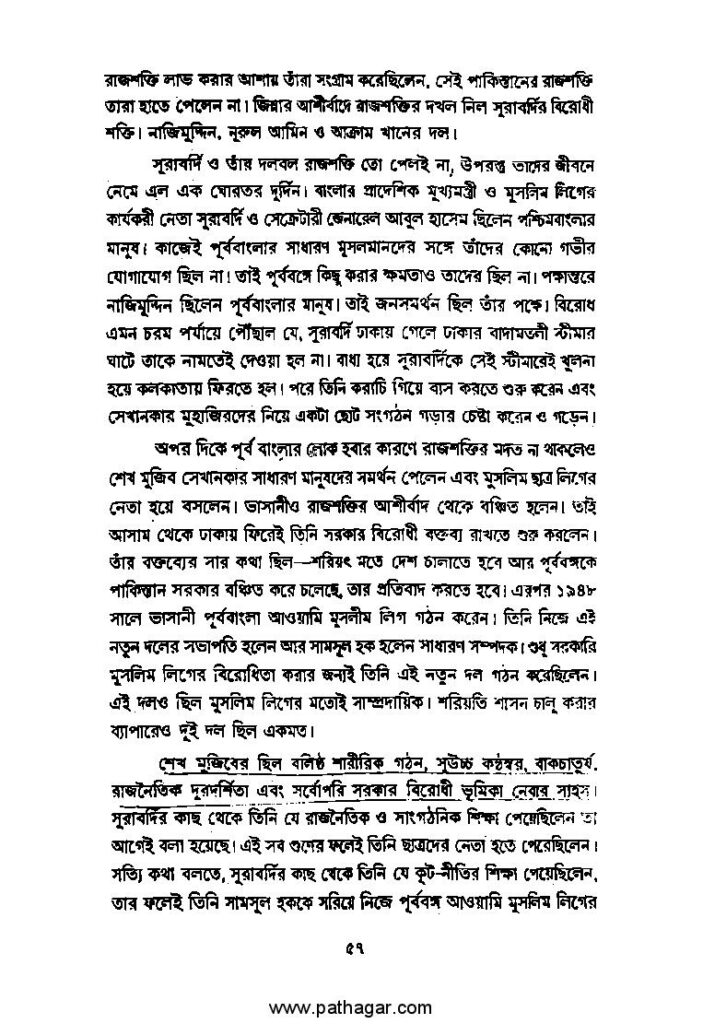 রাজশক্তি লাভ করার আশায় তাঁরা সংগ্রাম করেছিলেন, সেই পাকিস্তানের রাজশক্তি
তারা হাতে পেলেন না। জিন্নার আশীর্বাদে রাজশক্তির দখল নিল সুরাবর্দির বিরোধী
শক্তি। নাজিমুদ্দিন, নূরুল আমিন ও আক্রাম খানের দল।
সুরাবর্দি ও তাঁর দলবল রাজশক্তি তো পেলই না, উপরন্তু তাদের জীবনে
নেমে এল এক ঘোরতর দুর্দিন। বাংলার প্রাদেশিক মুখ্যমন্ত্রী ও মুসলিম লিগের
কার্যকরী নেতা সুরাবর্দি ও সেক্রেটারী জেনারেল আবুল হাসেম ছিলেন পশ্চিমবাংলার
মানুষ। কাজেই পূর্ববাংলার সাধারণ মুসলমানদের সঙ্গে তাঁদের কোনো গভীর
যোগাযোগ ছিল না। তাই পূর্ববঙ্গে কিছু করার ক্ষমতাও তাদের ছিল না। পক্ষান্তরে
নাজিমুদ্দিন ছিলেন পূর্ববাংলার মানুষ। তাই জনসমর্থন ছিল তাঁর পক্ষে। বিরোধ
এমন চরম পর্যায়ে পৌঁছাল যে, সুরাবর্দি ঢাকায় গেলে ঢাকার বাদামতলী স্টীমার
ঘাটে তাকে নামতেই দেওয়া হল না। বাধ্য হয়ে সুরাবর্দিকে সেই স্টীমারেই খুলনা
হয়ে কলকাতায় ফিরতে হল। পরে তিনি করাচি গিয়ে বাস করতে শুরু করেন এবং
সেখানকার মুহাজিরদের নিয়ে একটা ছোট সংগঠন গড়ার চেষ্টা করেন ও গড়েন।
অপর দিকে পূর্ব বাংলার লোক হবার কারণে রাজশক্তির মদত না থাকলেও
শেখ মুজিব সেখানকার সাধারণ মানুষদের সমর্থন পেলেন এবং মুসলিম ছাত্র লিগের
নেতা হয়ে বসলেন। ভাসানীও রাজশক্তির আশীর্বাদ থেকে বঞ্চিত হলেন। তাই
আসাম থেকে ঢাকায় ফিরেই তিনি সরকার বিরোধী বক্তব্য রাখতে শুরু করলেন।
তাঁর বক্তব্যের সার কথা ছিল—শরিয়ৎ মতে দেশ চালাতে হবে আর পূর্ববঙ্গকে
পাকিস্তান সরকার বঞ্চিত করে চলেছে, তার প্রতিবাদ করতে হবে। এরপর ১৯৪৮
সালে ভাসানী পূর্ববাংলা আওয়ামি মুসলীম লিগ গঠন করেন। তিনি নিজে এই
নতুন দলের সভাপতি হলেন আর সামসুল হক হলেন সাধারণ সম্পদক। শুধু সরকারি
মুসলিম লিগের বিরোধিতা করার জন্যই তিনি এই নতুন দল গঠন করেছিলেন।
এই দলও ছিল মুসলিম লিগের মতোই সাম্প্রদায়িক। শরিয়তি শাসন চালু করার
ব্যাপারেও দুই দল ছিল একমত।
শেখ মুজিবের ছিল বলিষ্ঠ শারীরিক গঠন, সুউচ্চ কণ্ঠস্বর, বাকচাতুর্য,
রাজনৈতিক দূরদর্শিতা এবং সর্বোপরি সরকার বিরোধী ভূমিকা নেবার সাহস।
সুরাবর্দির কাছ থেকে তিনি যে রাজনৈতিক ও সাংগঠনিক শিক্ষা পেয়েছিলেন তা
আগেই বলা হয়েছে। এই সব গুণের ফলেই তিনি ছাত্রদের নেতা হতে পেরেছিলেন।
সত্যি কথা বলতে, সুরাবর্দির কাছ থেকে তিনি যে কূট-নীতির শিক্ষা পেয়েছিলেন,
তার ফলেই তিনি সামসুল হককে সরিয়ে নিজে পূর্ববঙ্গ আওয়ামি মুসলিম লিগের
৫৭
www.pathagar.com